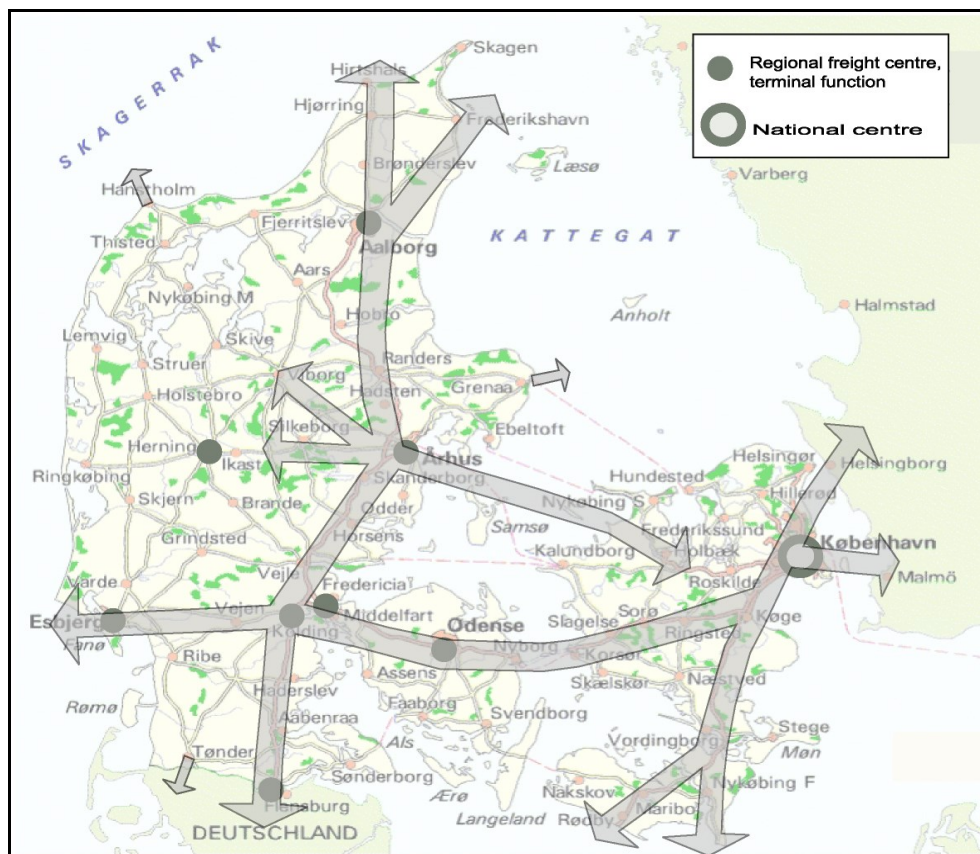 Skagen
SKAGERRAK
Hirtshals
Regional freight centre,
terminal function
National centre
Hjørring
Frederikshavn
Brønderslev
Læsø
Varberg
Hanstholm
Fjerritslev
Thisted
Aalborg
KATTEGAT
Aars
Nykøbing M
Hobro
Anholt
Halmstad
Lemvig
Skive
Struer
Randers
Viborg
Grenaa
Holstebro
Hadsten
Silkeborg
Ebeltoft
Herning
Ikast
Århus
Helsingør
Helsingborg
Ringkøbing
Skanderborg
Hundested
Skjern
Brande
Odder
Nykøbing S
Hillerød
Samsø
Frederikssund
Grindsted
Horsens
København
Kalundborg
Holbæk
Vejle
Roskilde
Malmö
Varde
Fredericia
Esbjerg
Vejen
Middelfart
Sorø
Køge
Kolding
Slagelse
Odense
Ringsted
Fanø
Nyborg
Korsør
Ribe
Assens
Skælskør
Næstved
Haderslev
Rømø
Faaborg
Aabenraa
Svendborg
Stege
Als
Vordingborg
Møn
Tønder
Sønderborg
Nykøbing F
Ærø
Nakskov
Flensburg
Maribo
Langeland
Rødby
DEUTSCHLAND